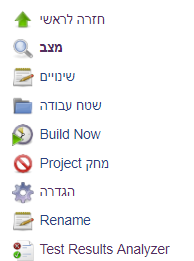 חזרה לראשי
מצב
שינויים
שטח עבודה
Build Now
מחק Project
הגדרה
Rename
Test Results Analyzer